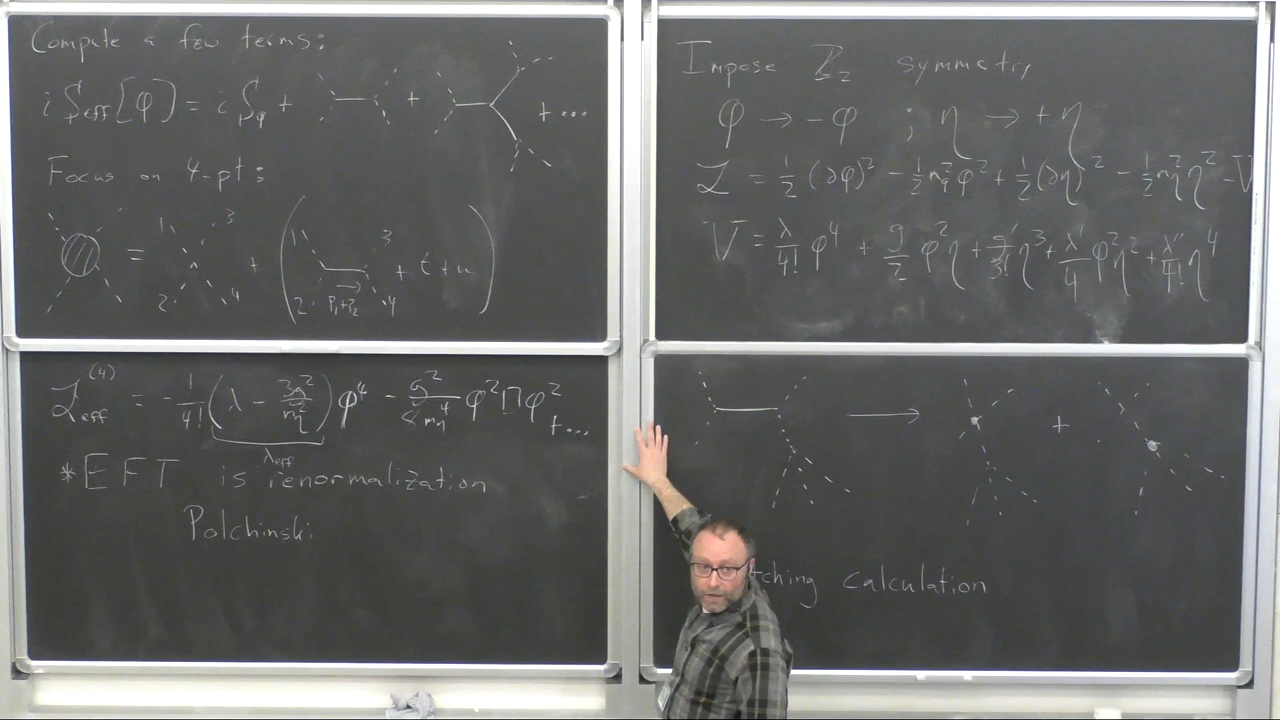 Compute a few terms:
i S_eff[φ] = i S_φ + + + ...
Focus on 4-pt:
= 1 2 3 4 + ( 1 2 3 4 P₁+P₂ + t+u )
ℒ_eff^(4) = -1/4! (λ - 3g²/m_η²) φ⁴ - g²/8m_η⁴ φ²□φ² + ...
λ_eff
* EFT is renormalization
Polchinski
Impose ℤ₂ symmetry
φ → -φ ; η → +η
ℒ = 1/2 (∂φ)² - 1/2 m_φ² φ² + 1/2 (∂η)² - 1/2 m_η² η² - V
V = λ/4! φ⁴ + g/2 φ²η + g'/3! η³ + λ'/4 φ²η² + λ''/4! η⁴
→ +
tching calculation